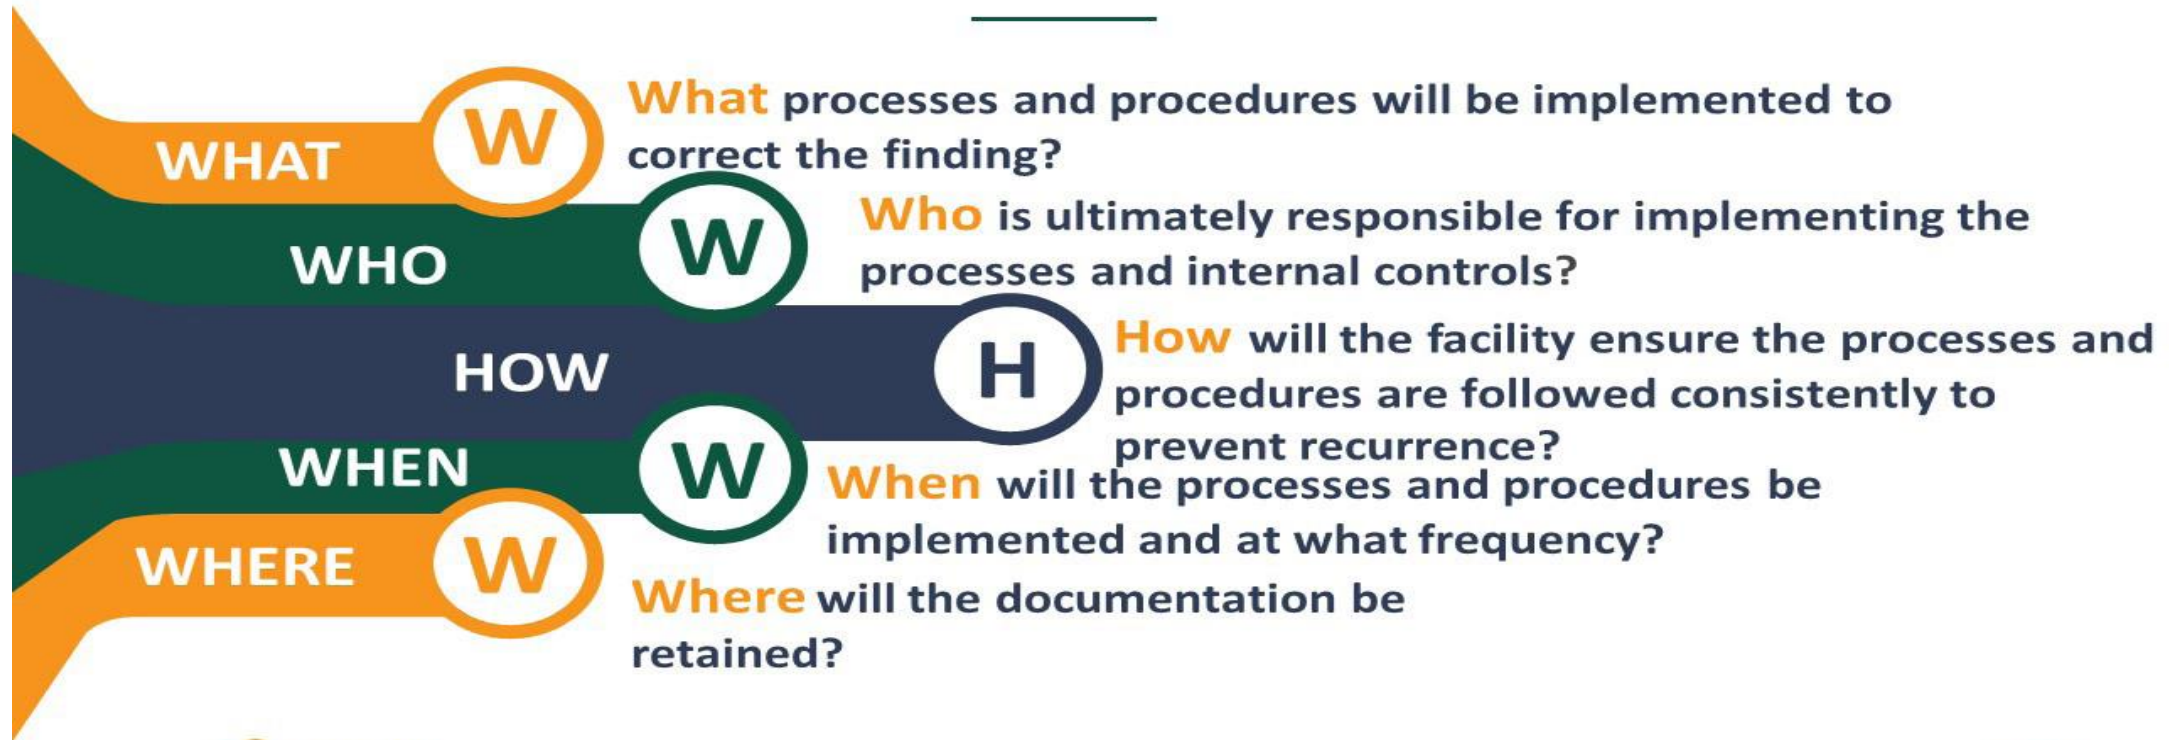 WHAT
W
What processes and procedures will be implemented to
correct the finding?
WHO
W
Who is ultimately responsible for implementing the
processes and internal controls?
HOW
H
How will the facility ensure the processes and
procedures are followed consistently to
prevent recurrence?
WHEN
W
When will the processes and procedures be
implemented and at what frequency?
WHERE
W
Where will the documentation be
retained?